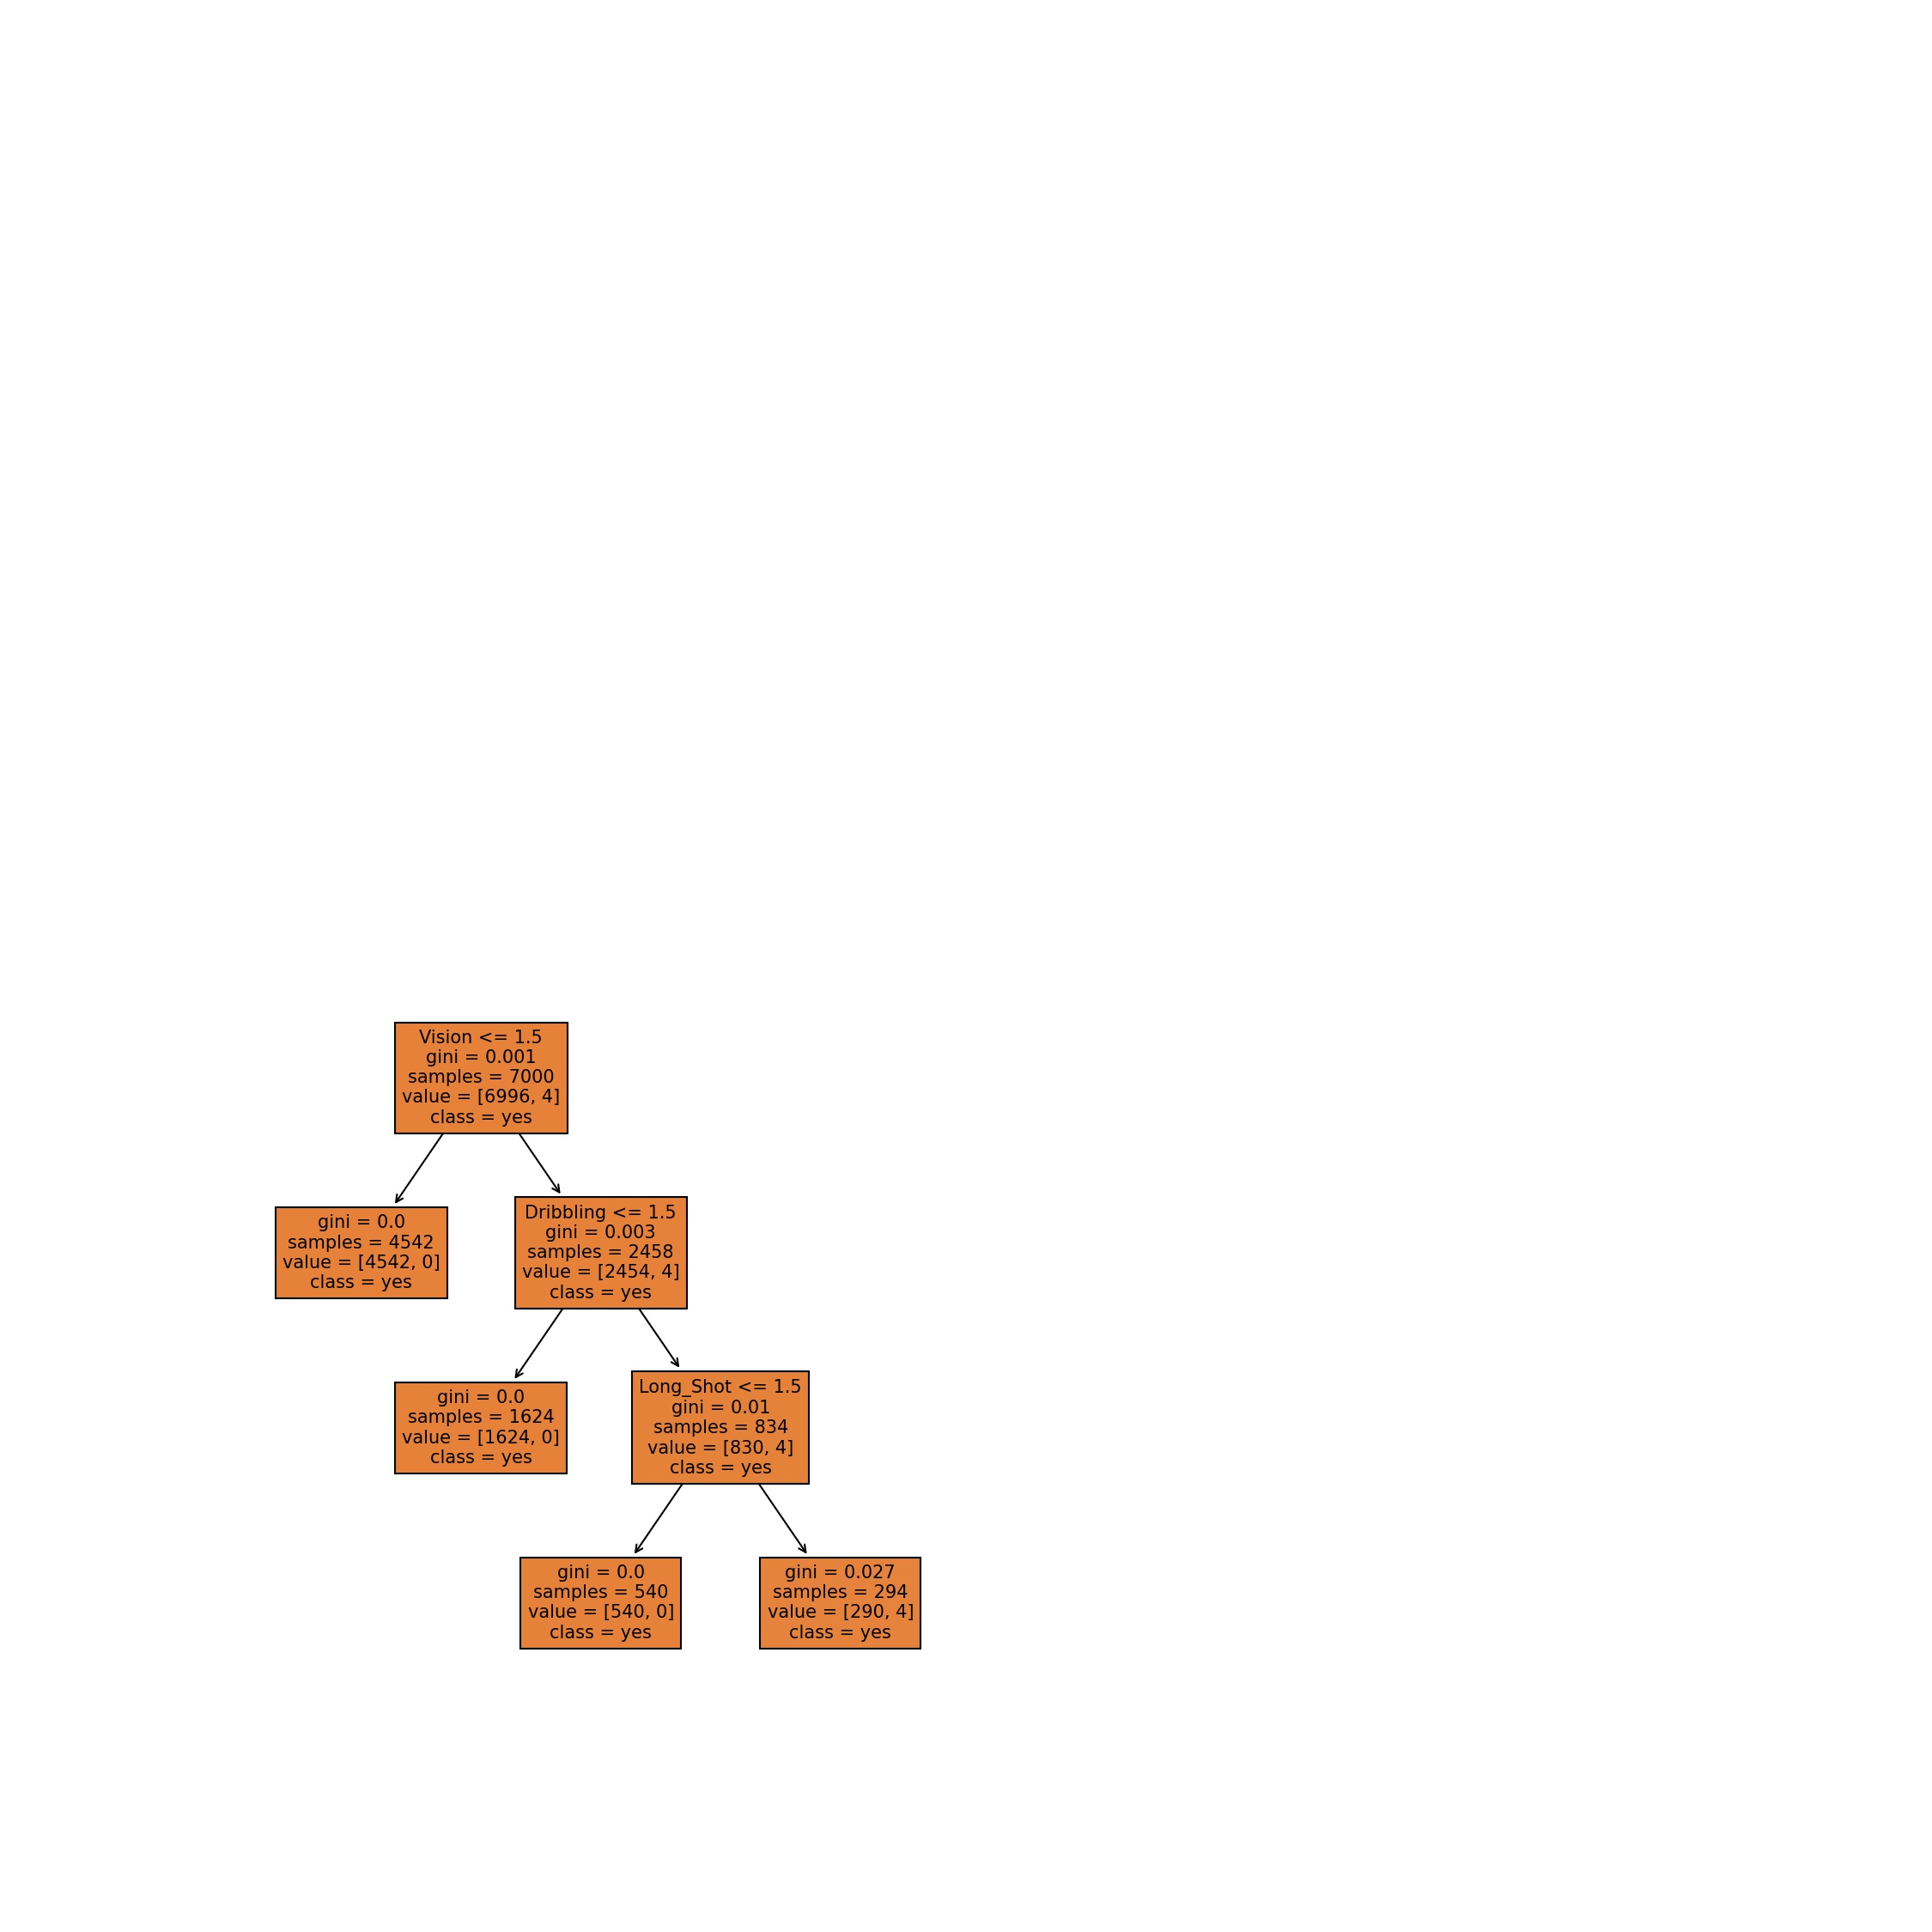 Vision <= 1.5
gini = 0.001
samples = 7000
value = [6996, 4]
class = yes
gini = 0.0
samples = 4542
value = [4542, 0]
class = yes
Dribbling <= 1.5
gini = 0.003
samples = 2458
value = [2454, 4]
class = yes
gini = 0.0
samples = 1624
value = [1624, 0]
class = yes
Long_Shot <= 1.5
gini = 0.01
samples = 834
value = [830, 4]
class = yes
gini = 0.0
samples = 540
value = [540, 0]
class = yes
gini = 0.027
samples = 294
value = [290, 4]
class = yes